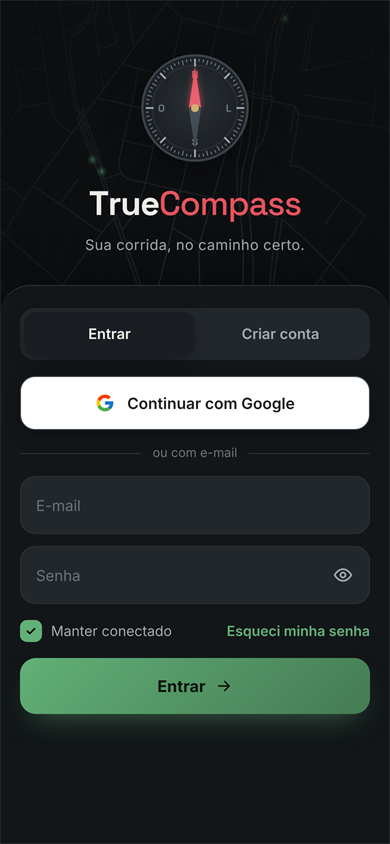 N
O
L
S
TrueCompass
Sua corrida, no caminho certo.
Entrar
Criar conta
Continuar com Google
ou com e-mail
E-mail
Senha
Manter conectado
Esqueci minha senha
Entrar →